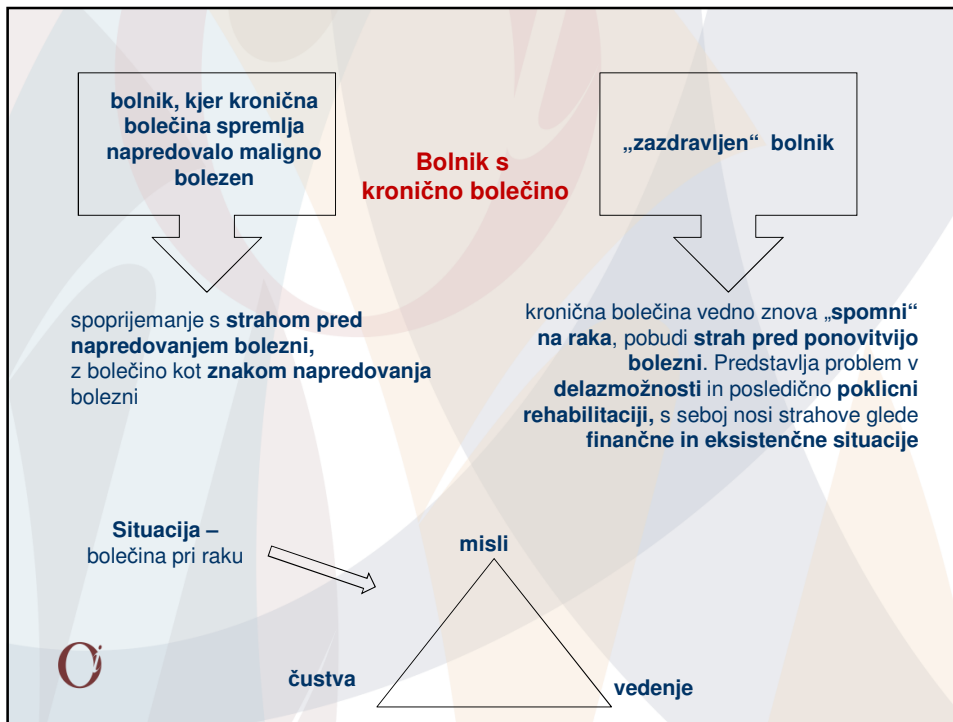 bolnik, kjer kronična
bolečina spremlja
napredovalo maligno
bolezen
Bolnik s
kronično bolečino
„zazdravljen“ bolnik
spoprijemanje s strahom pred
napredovanjem bolezni,
z bolečino kot znakom napredovanja
bolezni
kronična bolečina vedno znova „spomni“
na raka, pobudi strah pred ponovitvijo
bolezni. Predstavlja problem v
delazmožnosti in posledično poklicni
rehabilitaciji, s seboj nosi strahove glede
finančne in eksistenčne situacije
Situacija –
bolečina pri raku
misli
čustva
vedenje